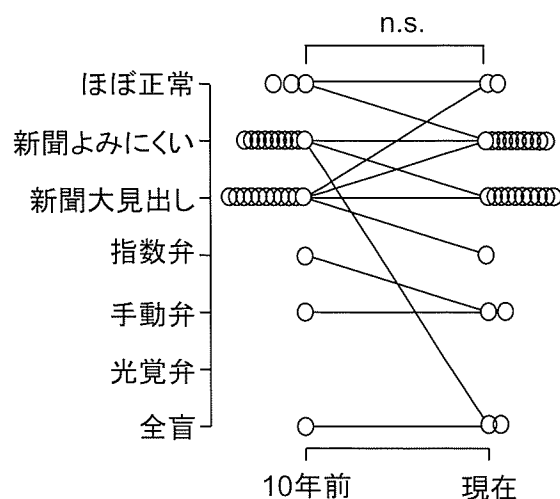 n.s.
ほぼ正常
新聞よみにくい
新聞大見出し
指数弁
手動弁
光覚弁
全盲
10年前
現在